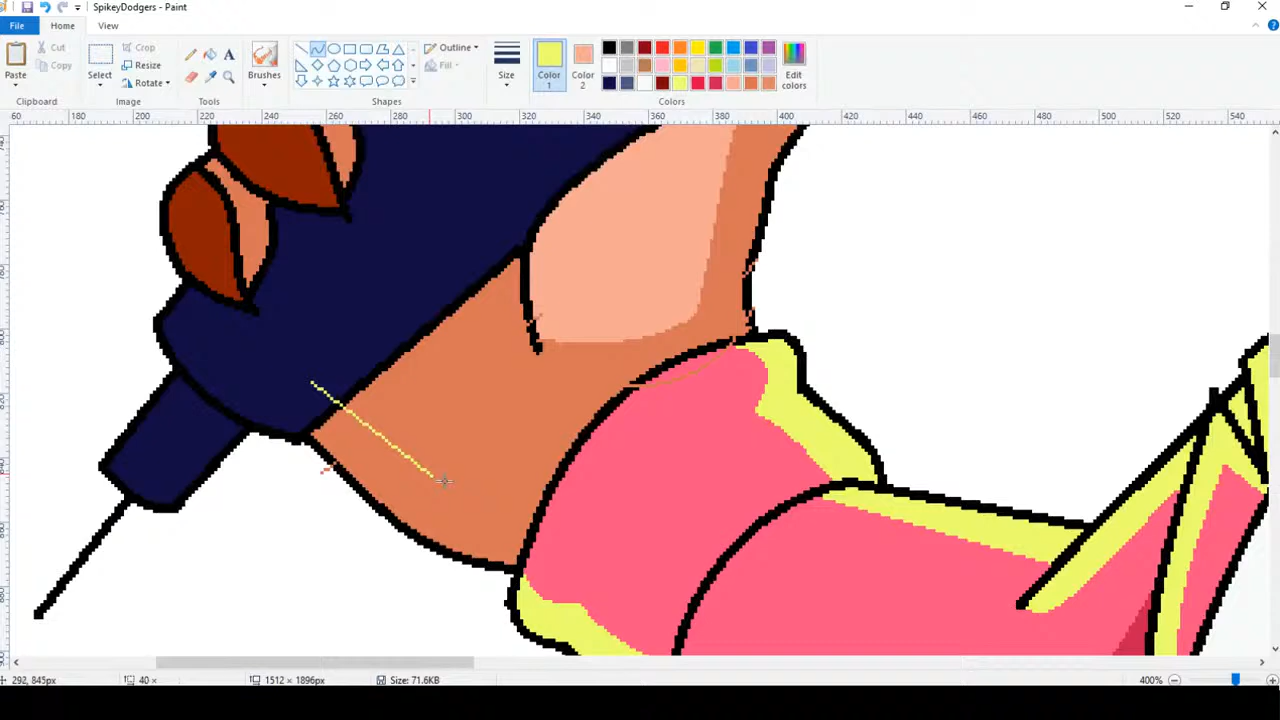 SpikeyDodgers - Paint
File Home View
Paste
Cut
Copy
Clipboard
Select
Crop
Resize
Rotate
Image
A
Tools
Brushes
Outline
Fill
Shapes
Size
Color 1
Color 2
Edit colors
Colors
60 180 200 220 240 260 280 300 320 340 360 380 400 420 440 460 480 500 520 540
292, 845px 40 × 1512 × 1896px Size: 71.6KB 400%